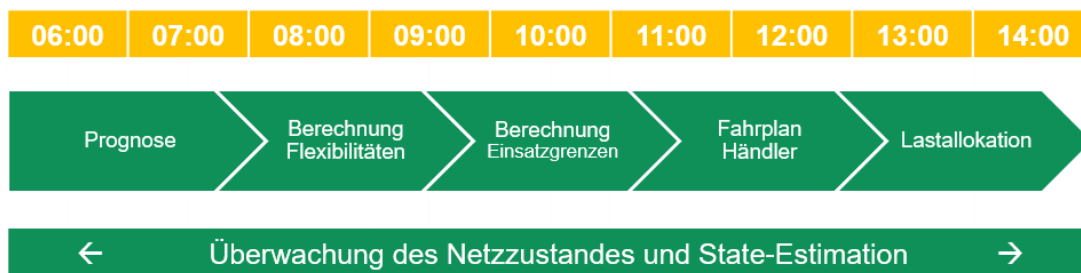 06:00 07:00 08:00 09:00 10:00 11:00 12:00 13:00 14:00
Prognose
Berechnung
Flexibilitäten
Berechnung
Einsatzgrenzen
Fahrplan
Händler
Lastallokation
← Überwachung des Netzzustandes und State-Estimation →